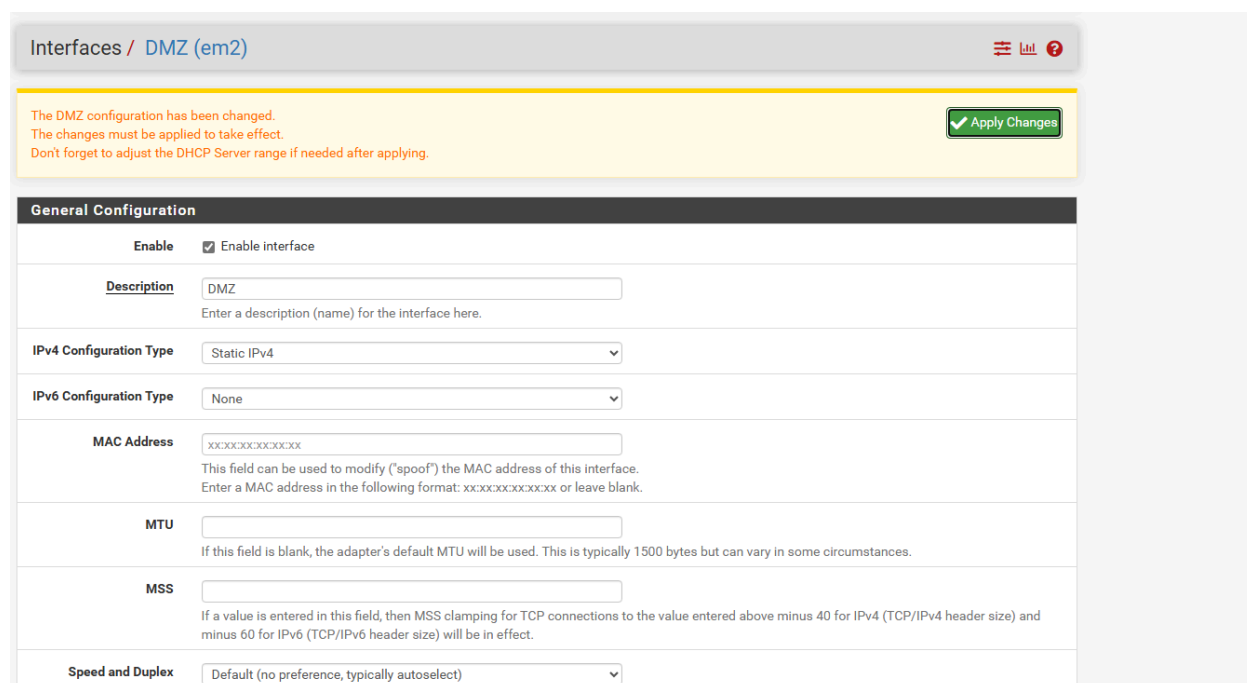 Interfaces / DMZ (em2)
The DMZ configuration has been changed.
The changes must be applied to take effect.
Don't forget to adjust the DHCP Server range if needed after applying.
Apply Changes
General Configuration
Enable
Enable interface
Description
DMZ
Enter a description (name) for the interface here.
IPv4 Configuration Type
Static IPv4
IPv6 Configuration Type
None
MAC Address
xx:xx:xx:xx:xx:xx
This field can be used to modify ("spoof") the MAC address of this interface.
Enter a MAC address in the following format: xx:xx:xx:xx:xx:xx or leave blank.
MTU
If this field is blank, the adapter's default MTU will be used. This is typically 1500 bytes but can vary in some circumstances.
MSS
If a value is entered in this field, then MSS clamping for TCP connections to the value entered above minus 40 for IPv4 (TCP/IPv4 header size) and
minus 60 for IPv6 (TCP/IPv6 header size) will be in effect.
Speed and Duplex
Default (no preference, typically autoselect)